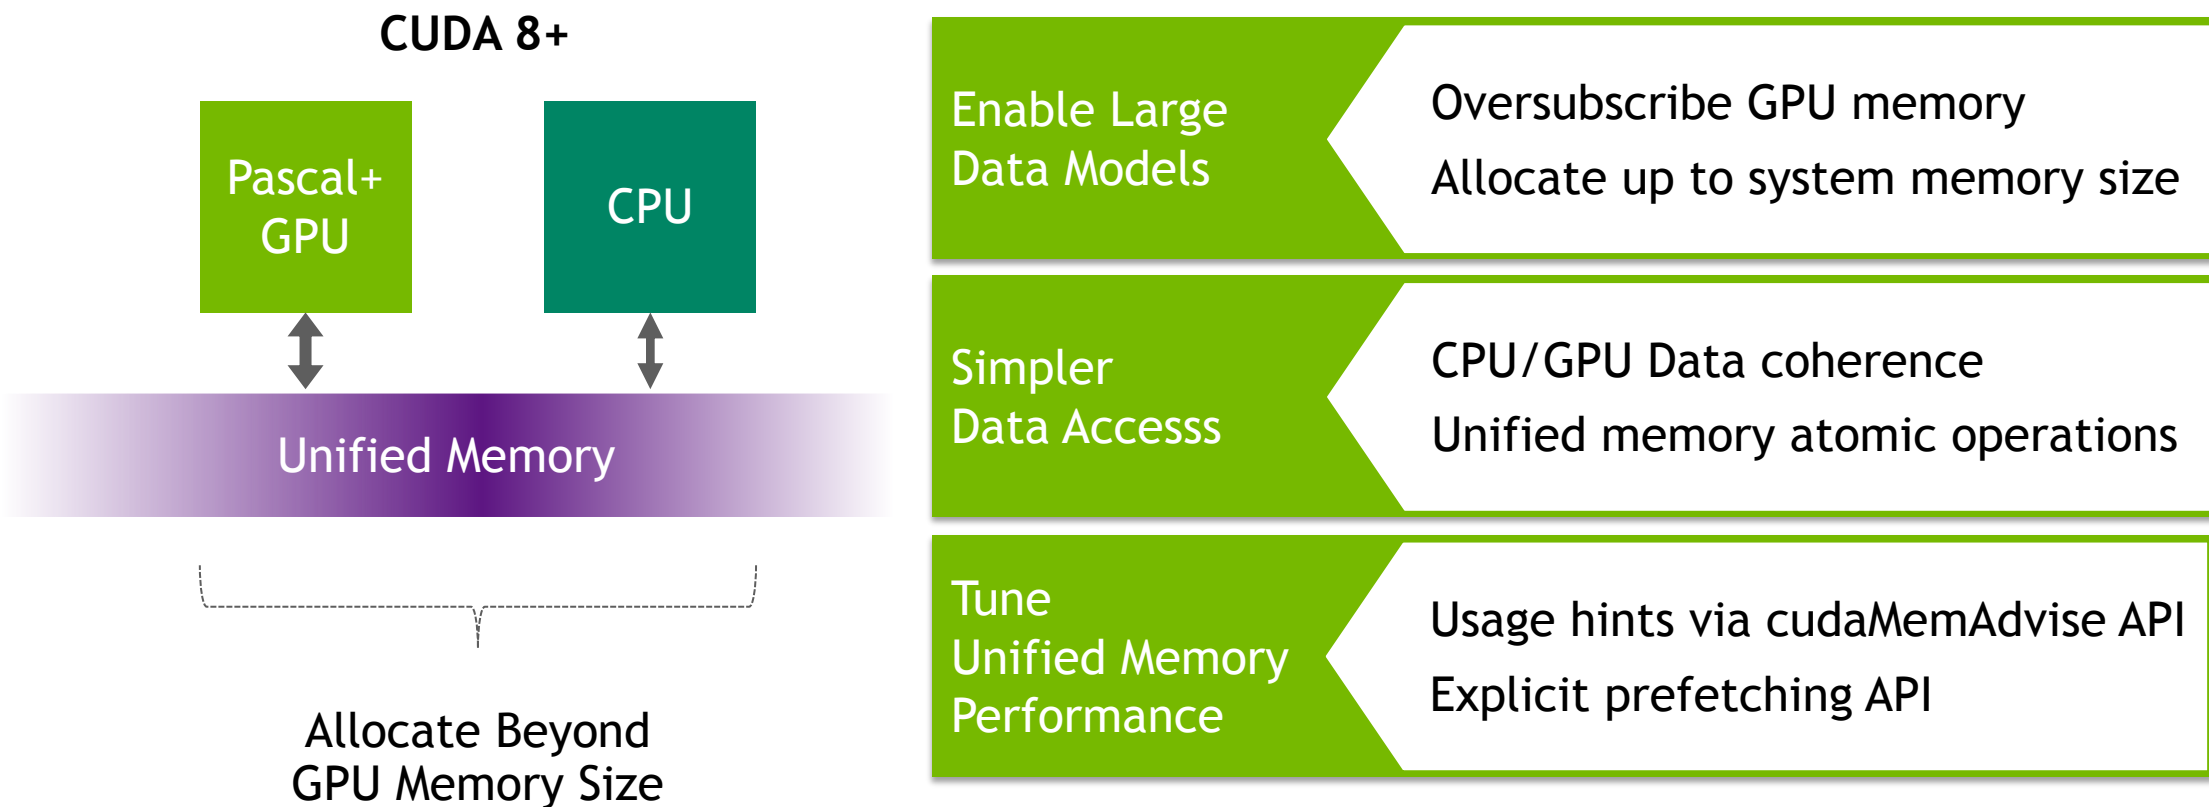 CUDA 8+
Pascal+
GPU
CPU
Unified Memory
Allocate Beyond
GPU Memory Size
Enable Large
Data Models
Oversubscribe GPU memory
Allocate up to system memory size
Simpler
Data Accesss
CPU/GPU Data coherence
Unified memory atomic operations
Tune
Unified Memory
Performance
Usage hints via cudaMemAdvise API
Explicit prefetching API